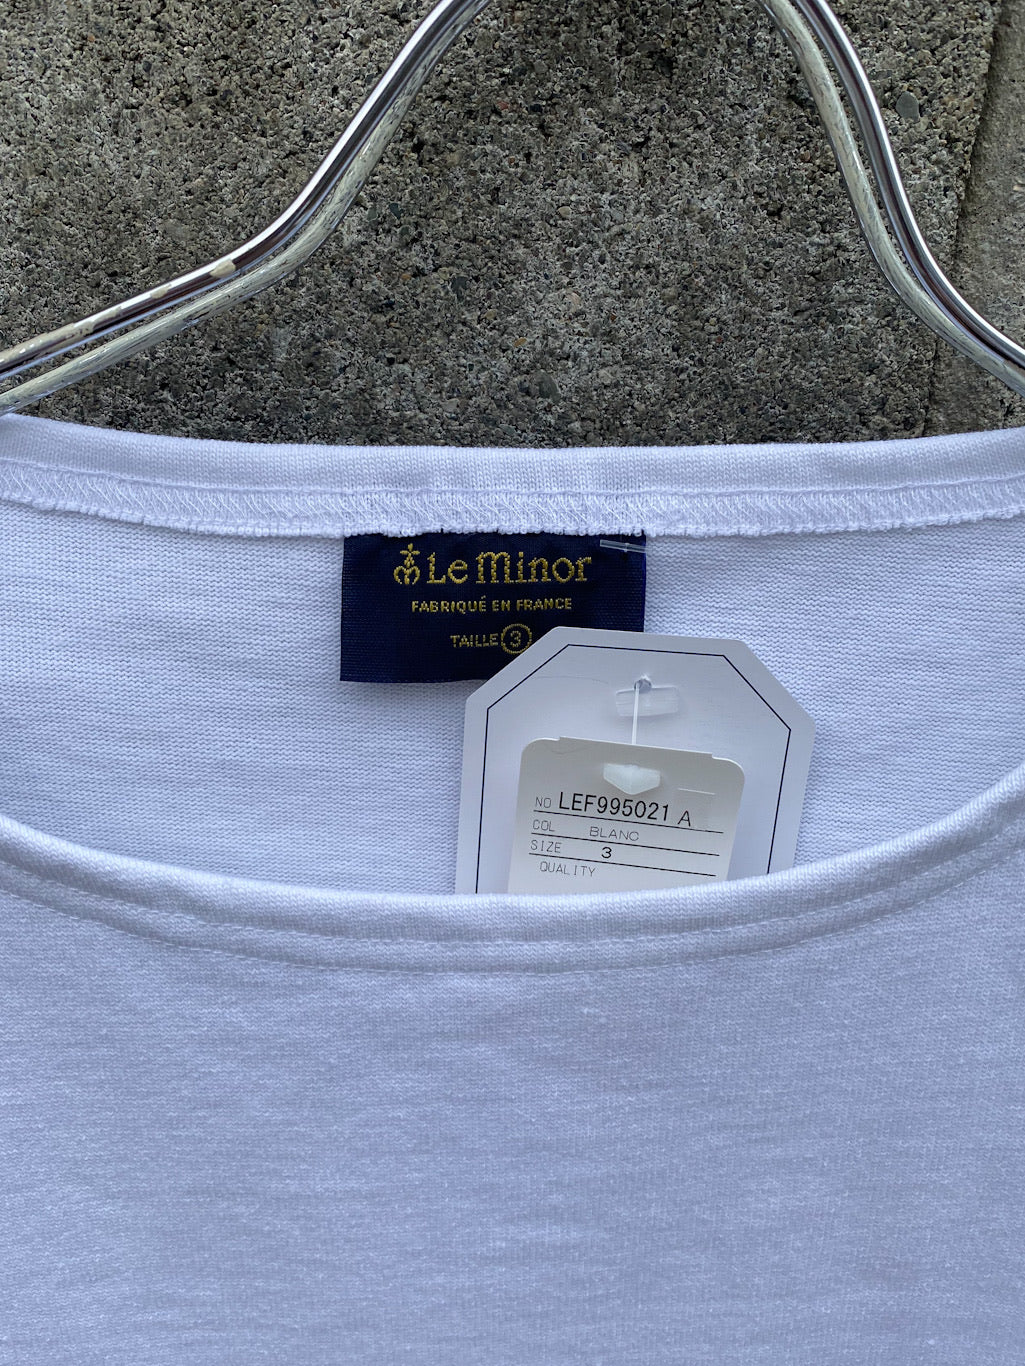 Le Minor
FABRIQUÉ EN FRANCE
TAILLE 3
NO LEF995021 A
COL BLANC
SIZE 3
QUALITY